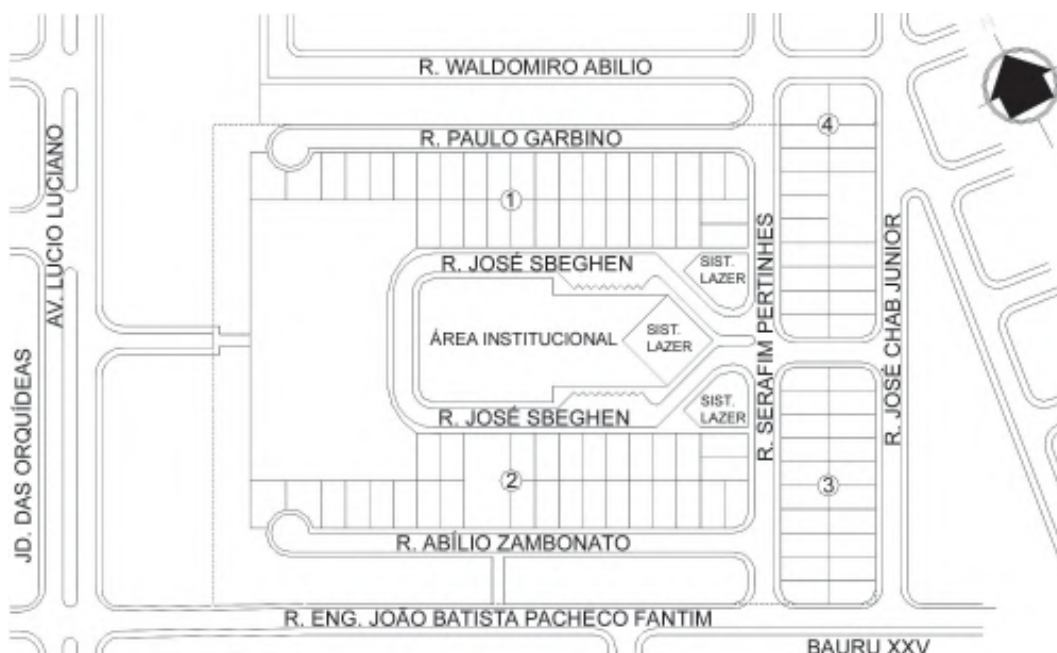 R. WALDOMIRO ABILIO
4
R. PAULO GARBINO
AV. LUCIO LUCIANO
1
R. JOSÉ SBEGHEN
SIST.
LAZER
R. SERAFIM PERTINHES
R. JOSÉ CHAB JUNIOR
ÁREA INSTITUCIONAL
SIST.
LAZER
JD. DAS ORQUÍDEAS
SIST.
LAZER
R. JOSÉ SBEGHEN
2
3
R. ABÍLIO ZAMBONATO
R. ENG. JOÃO BATISTA PACHECO FANTIM
BAURU XXV